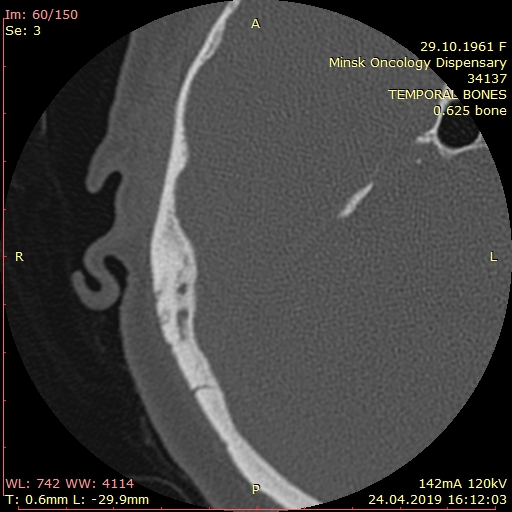 Im: 60/150
Se: 3
A
29.10.1961 F
Minsk Oncology Dispensary
34137
TEMPORAL BONES
0.625 bone
R
L
WL: 742 WW: 4114
T: 0.6mm L: -29.9mm
P
142mA 120kV
24.04.2019 16:12:03